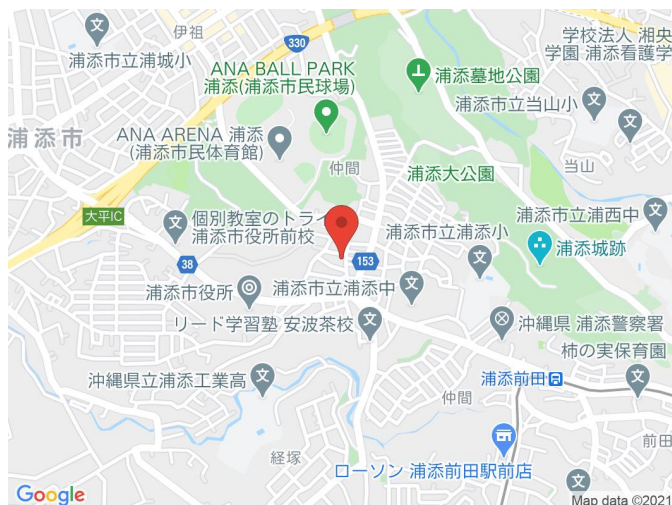 伊祖
330
学校法人 湘央
学園 浦添看護学
浦添市立浦城小
ANA BALL PARK
浦添(浦添市民球場)
浦添墓地公園
浦添市立当山小
浦添市
ANA ARENA 浦添
(浦添市民体育館)
仲間
当山
浦添大公園
大平IC
個別教室のトライ
浦添市役所前校
浦添市立浦西中
浦添市立浦添小
浦添城跡
38
153
浦添市役所
浦添市立浦添中
リード学習塾 安波茶校
沖縄県 浦添警察署
柿の実保育園
沖縄県立浦添工業高
浦添前田
仲間
前田
経塚
ローソン 浦添前田駅前店
Google
Map data ©2021